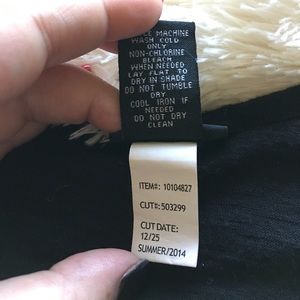 MACHINE
WASH COLD
ONLY
NON-CHLORINE
BLEACH
WHEN NEEDED
LAY FLAT TO
DRY IN SHADE
DO NOT TUMBLE
DRY
COOL IRON IF
NEEDED
DO NOT DRY
CLEAN
ITEM#: 10104827
CUT#: 503299
CUT DATE:
12/25
SUMMER/2014